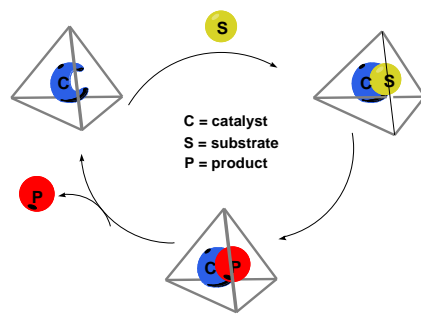 S
C
C S
C = catalyst
S = substrate
P = product
P
C P